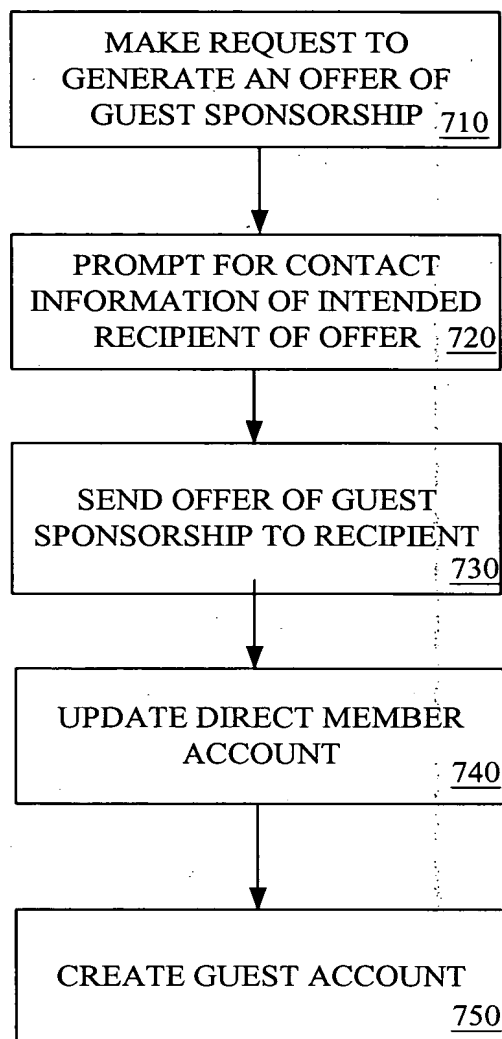 MAKE REQUEST TO
GENERATE AN OFFER OF
GUEST SPONSORSHIP 710
PROMPT FOR CONTACT
INFORMATION OF INTENDED
RECIPIENT OF OFFER 720
SEND OFFER OF GUEST
SPONSORSHIP TO RECIPIENT
730
UPDATE DIRECT MEMBER
ACCOUNT
740
CREATE GUEST ACCOUNT
750